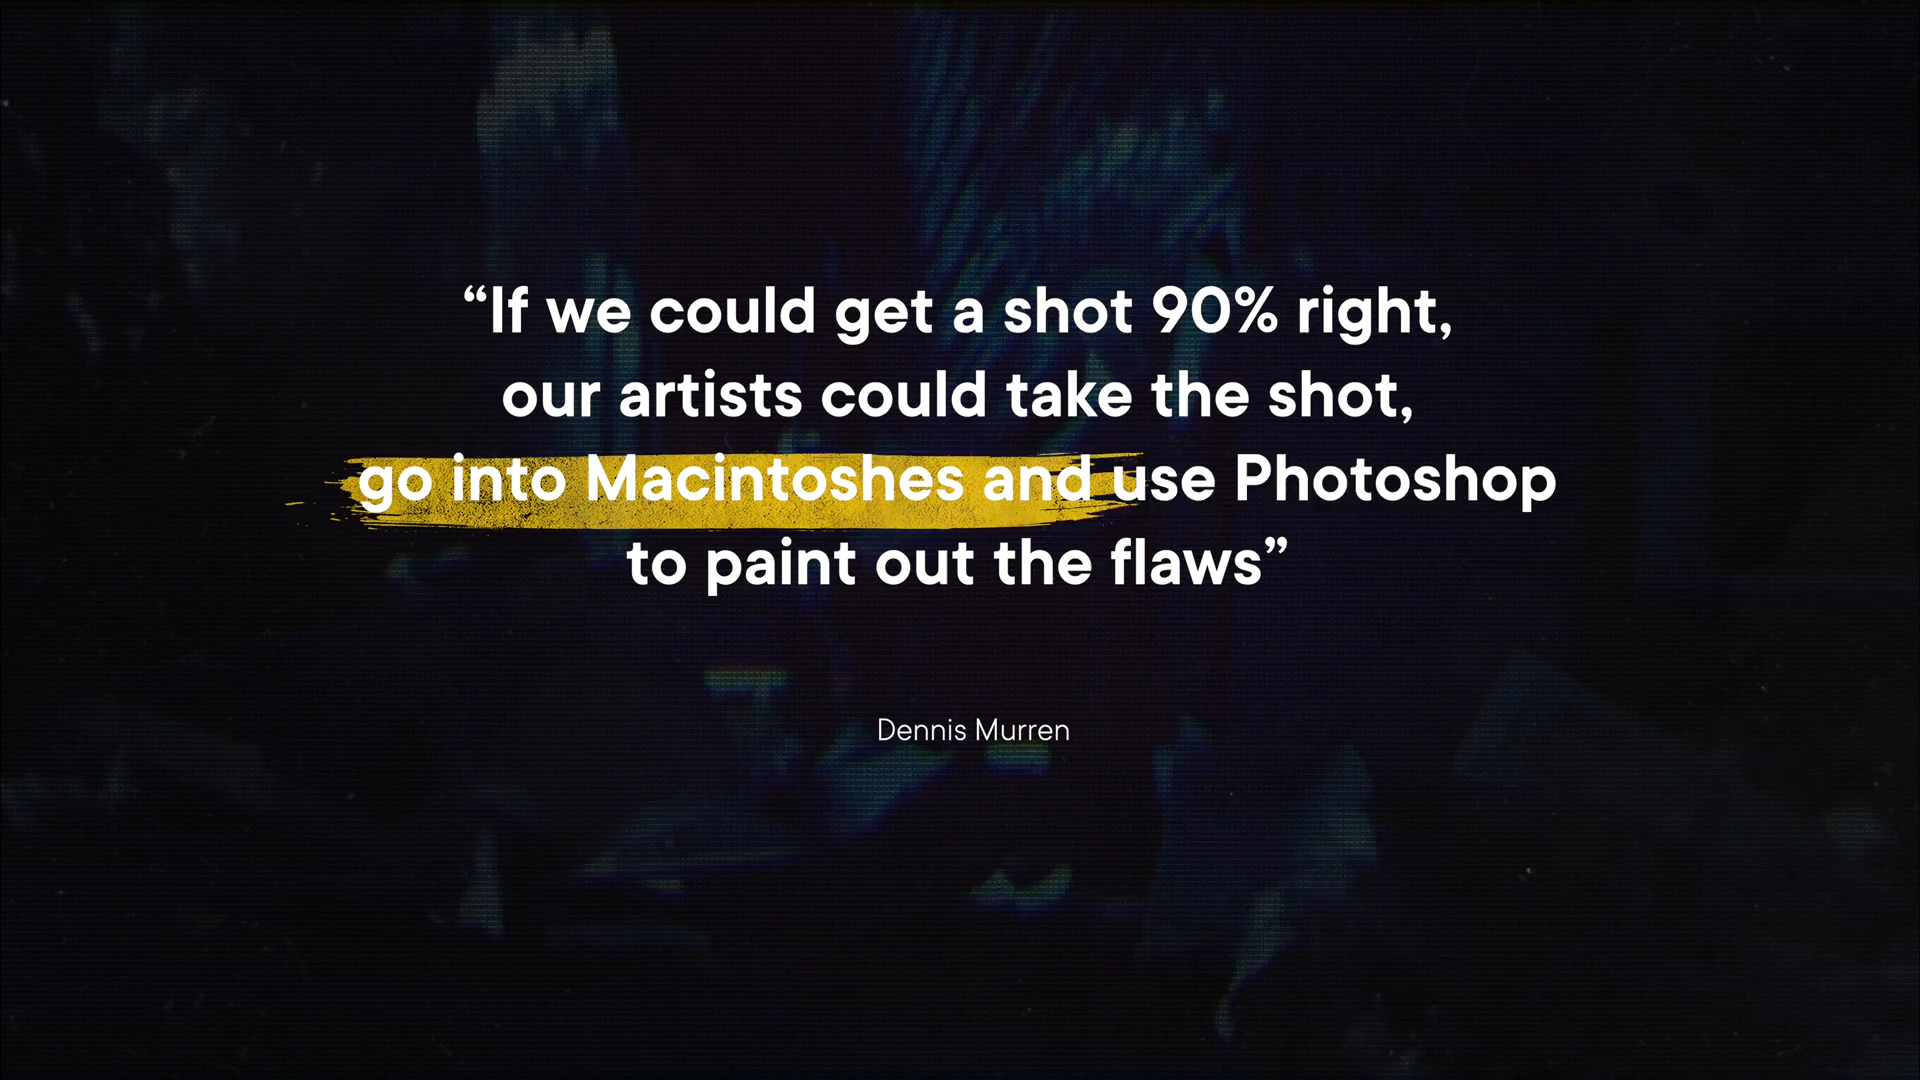 “If we could get a shot 90% right,
our artists could take the shot,
go into Macintoshes and use Photoshop
to paint out the flaws”
Dennis Murren